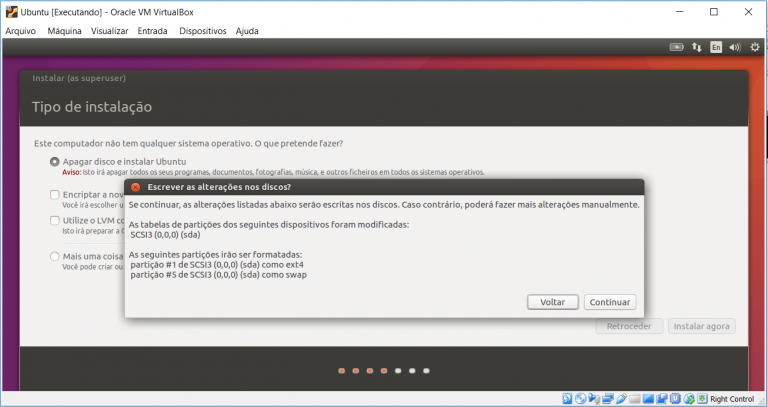 Ubuntu [Executando] - Oracle VM VirtualBox
Arquivo Máquina Visualizar Entrada Dispositivos Ajuda
En
Instalar (as superuser)
Tipo de instalação
Este computador não tem qualquer sistema operativo. O que pretende fazer?
Apagar disco e instalar Ubuntu
Aviso: Isto irá apagar todos os seus programas, documentos, fotografias, música, e outros ficheiros em todos os sistemas operativos.
Encriptar a nov
Você irá escolher u
Utilize o LVM co
Isto irá preparar a
Mais uma coisa
Você pode criar ou
Escrever as alterações nos discos?
Se continuar, as alterações listadas abaixo serão escritas nos discos. Caso contrário, poderá fazer mais alterações manualmente.
As tabelas de partições dos seguintes dispositivos foram modificadas:
SCSI3 (0,0,0) (sda)
As seguintes partições irão ser formatadas:
partição #1 de SCSI3 (0,0,0) (sda) como ext4
partição #5 de SCSI3 (0,0,0) (sda) como swap
Voltar Continuar
Retroceder Instalar agora
Right Control